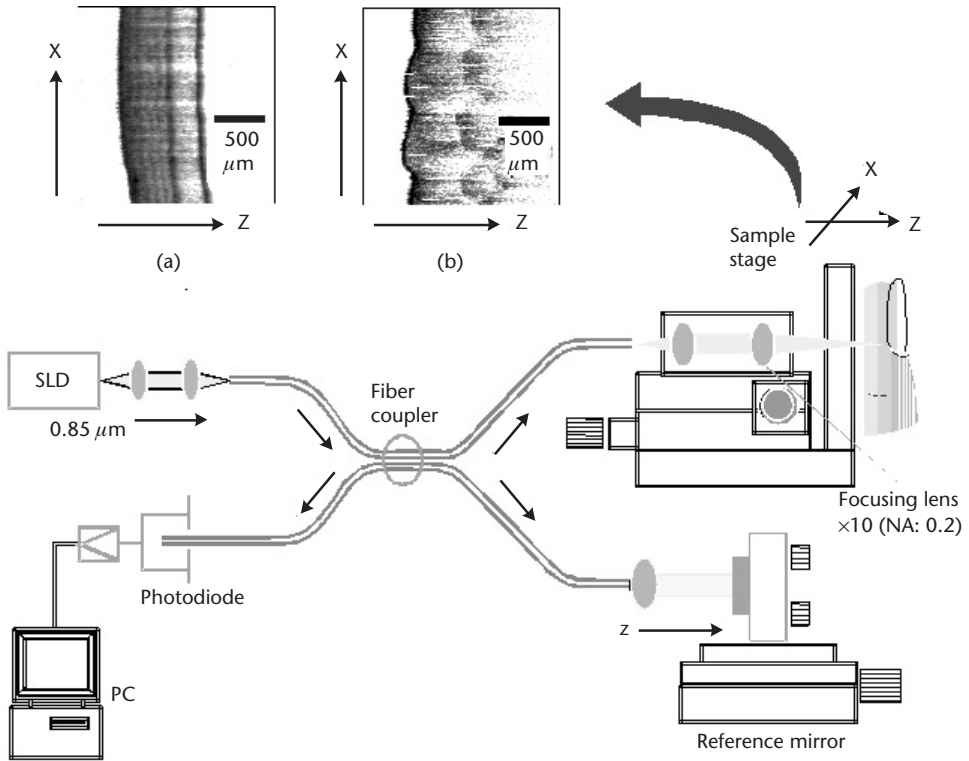 X
500
μm
Z
(a)
X
500
μm
Z
(b)
X
Z
Sample
stage
SLD
0.85 μm
Fiber
coupler
Focusing lens
×10 (NA: 0.2)
Photodiode
z
PC
Reference mirror